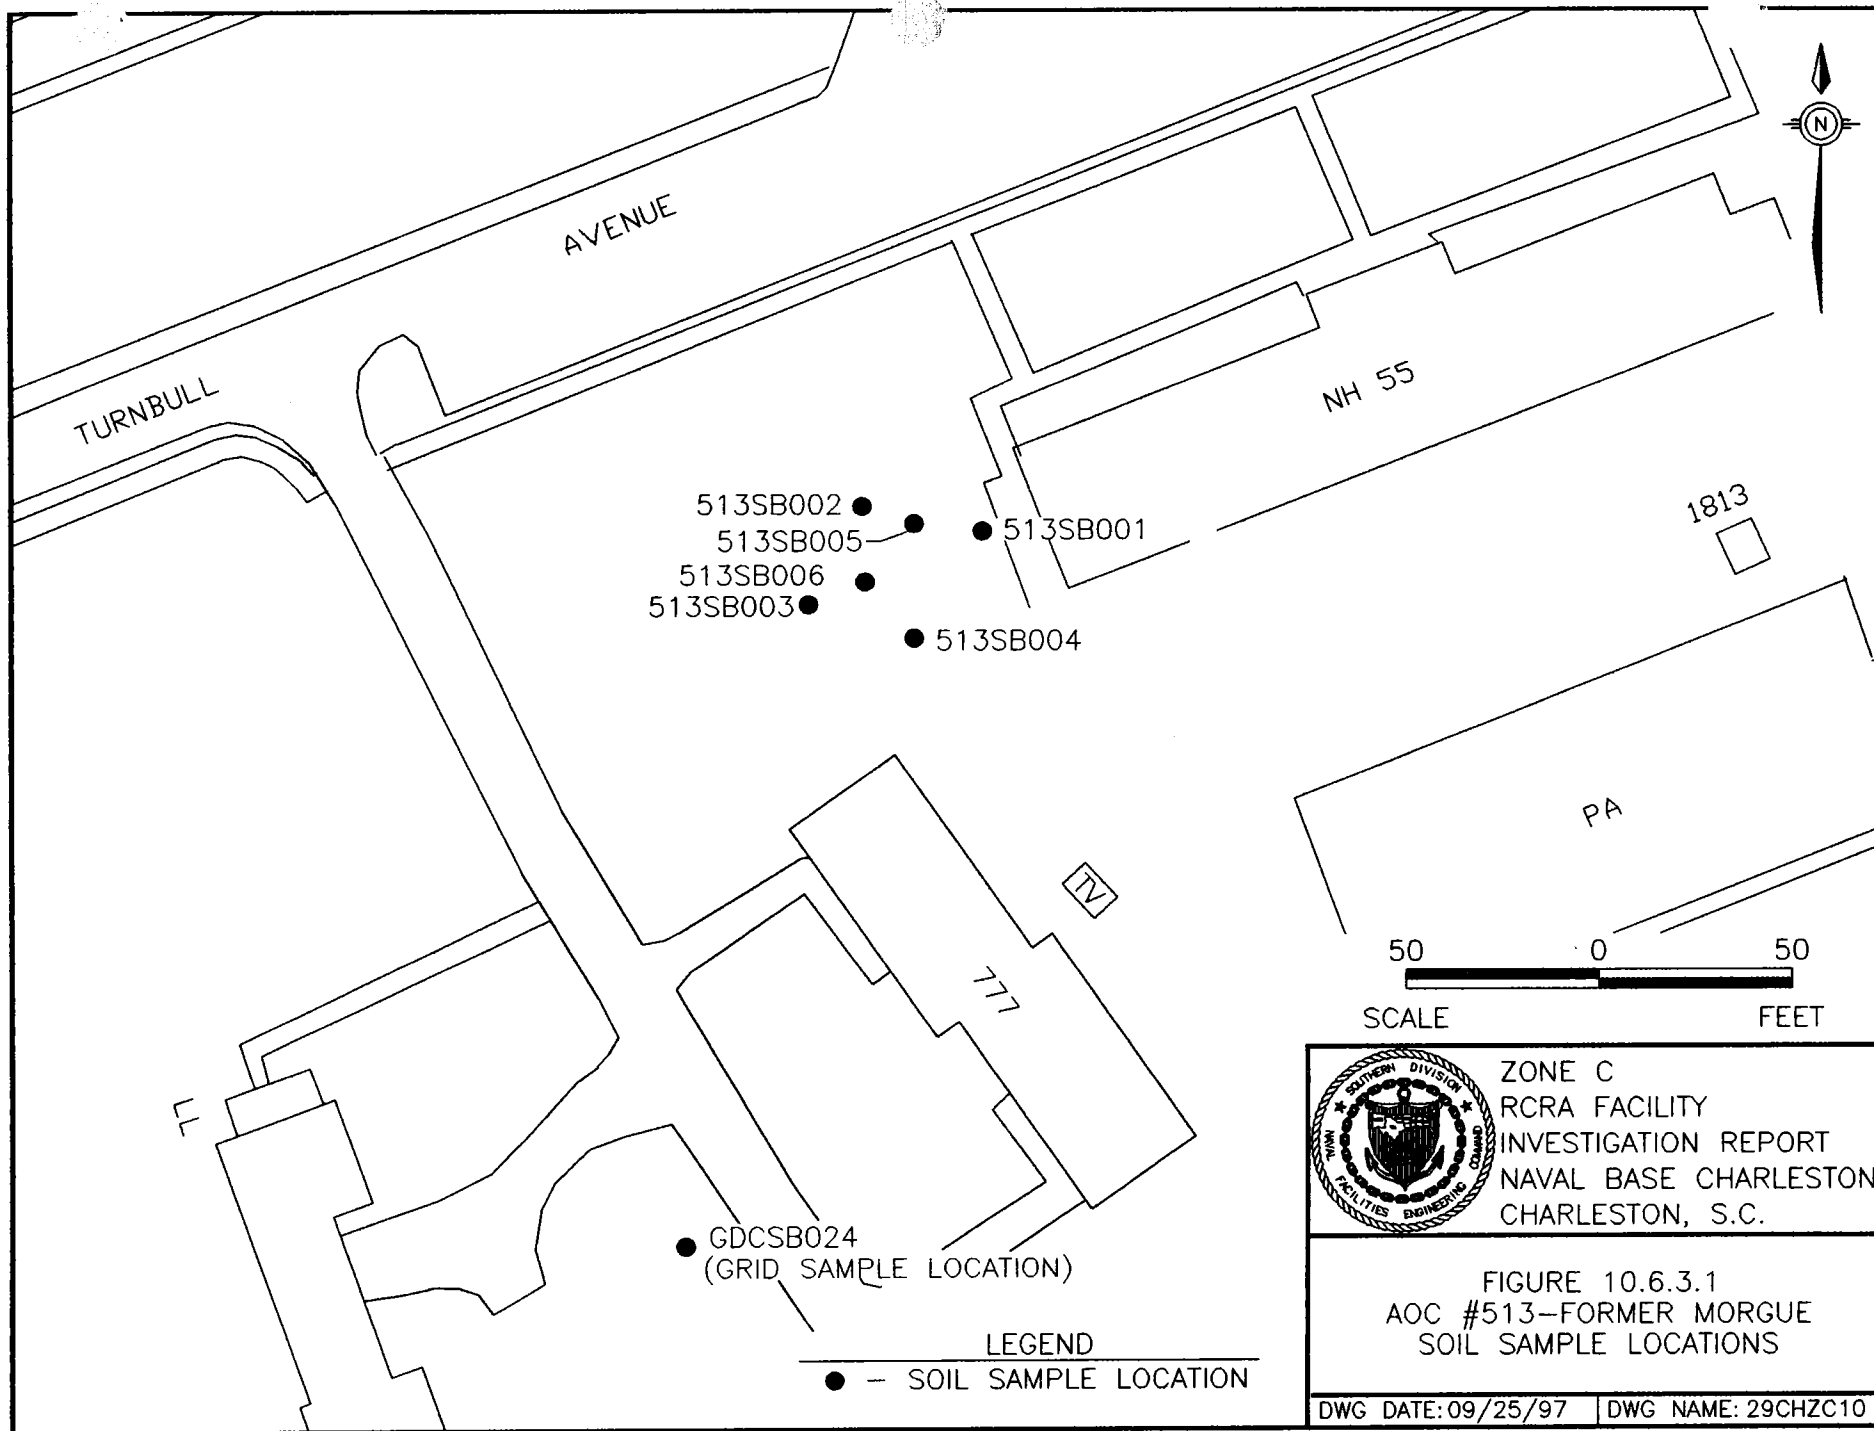 N
AVENUE
TURNBULL
NH 55
1813
513SB002
513SB005
513SB001
513SB006
513SB003
513SB004
PA
TV
777
LL
GDCSB024
(GRID SAMPLE LOCATION)
LEGEND
– SOIL SAMPLE LOCATION
50 0 50
SCALE FEET
SOUTHERN DIVISION
NAVAL FACILITIES ENGINEERING COMMAND
ZONE C
RCRA FACILITY
INVESTIGATION REPORT
NAVAL BASE CHARLESTON
CHARLESTON, S.C.
FIGURE 10.6.3.1
AOC #513–FORMER MORGUE
SOIL SAMPLE LOCATIONS
DWG DATE: 09/25/97 DWG NAME: 29CHZC10